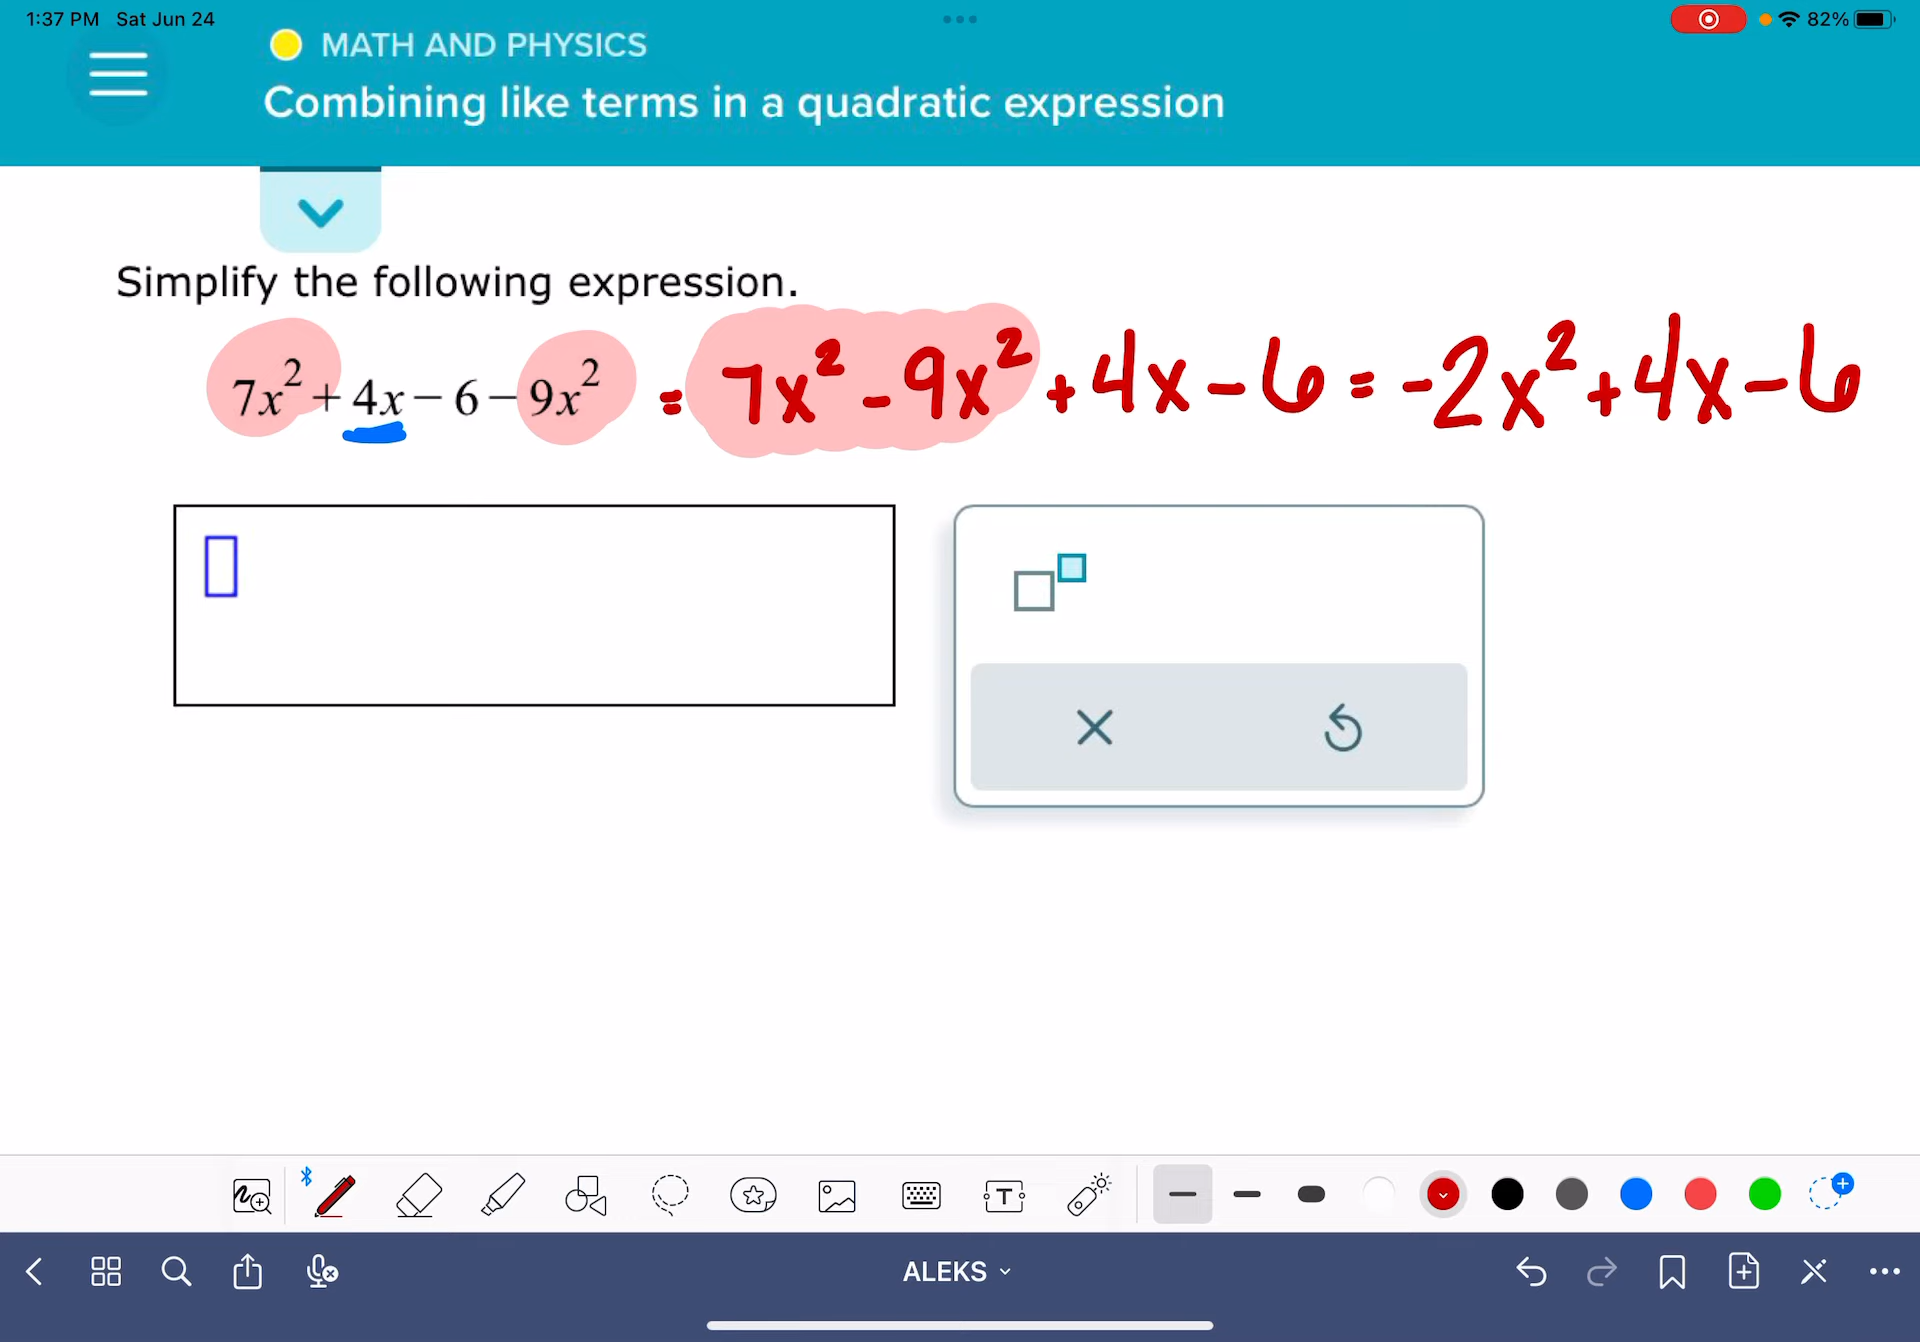 1:37 PM Sat Jun 24
82%
MATH AND PHYSICS
Combining like terms in a quadratic expression
Simplify the following expression.
7x² + 4x − 6 − 9x² = 7x² − 9x² + 4x − 6 = −2x² + 4x − 6
T
ALEKS